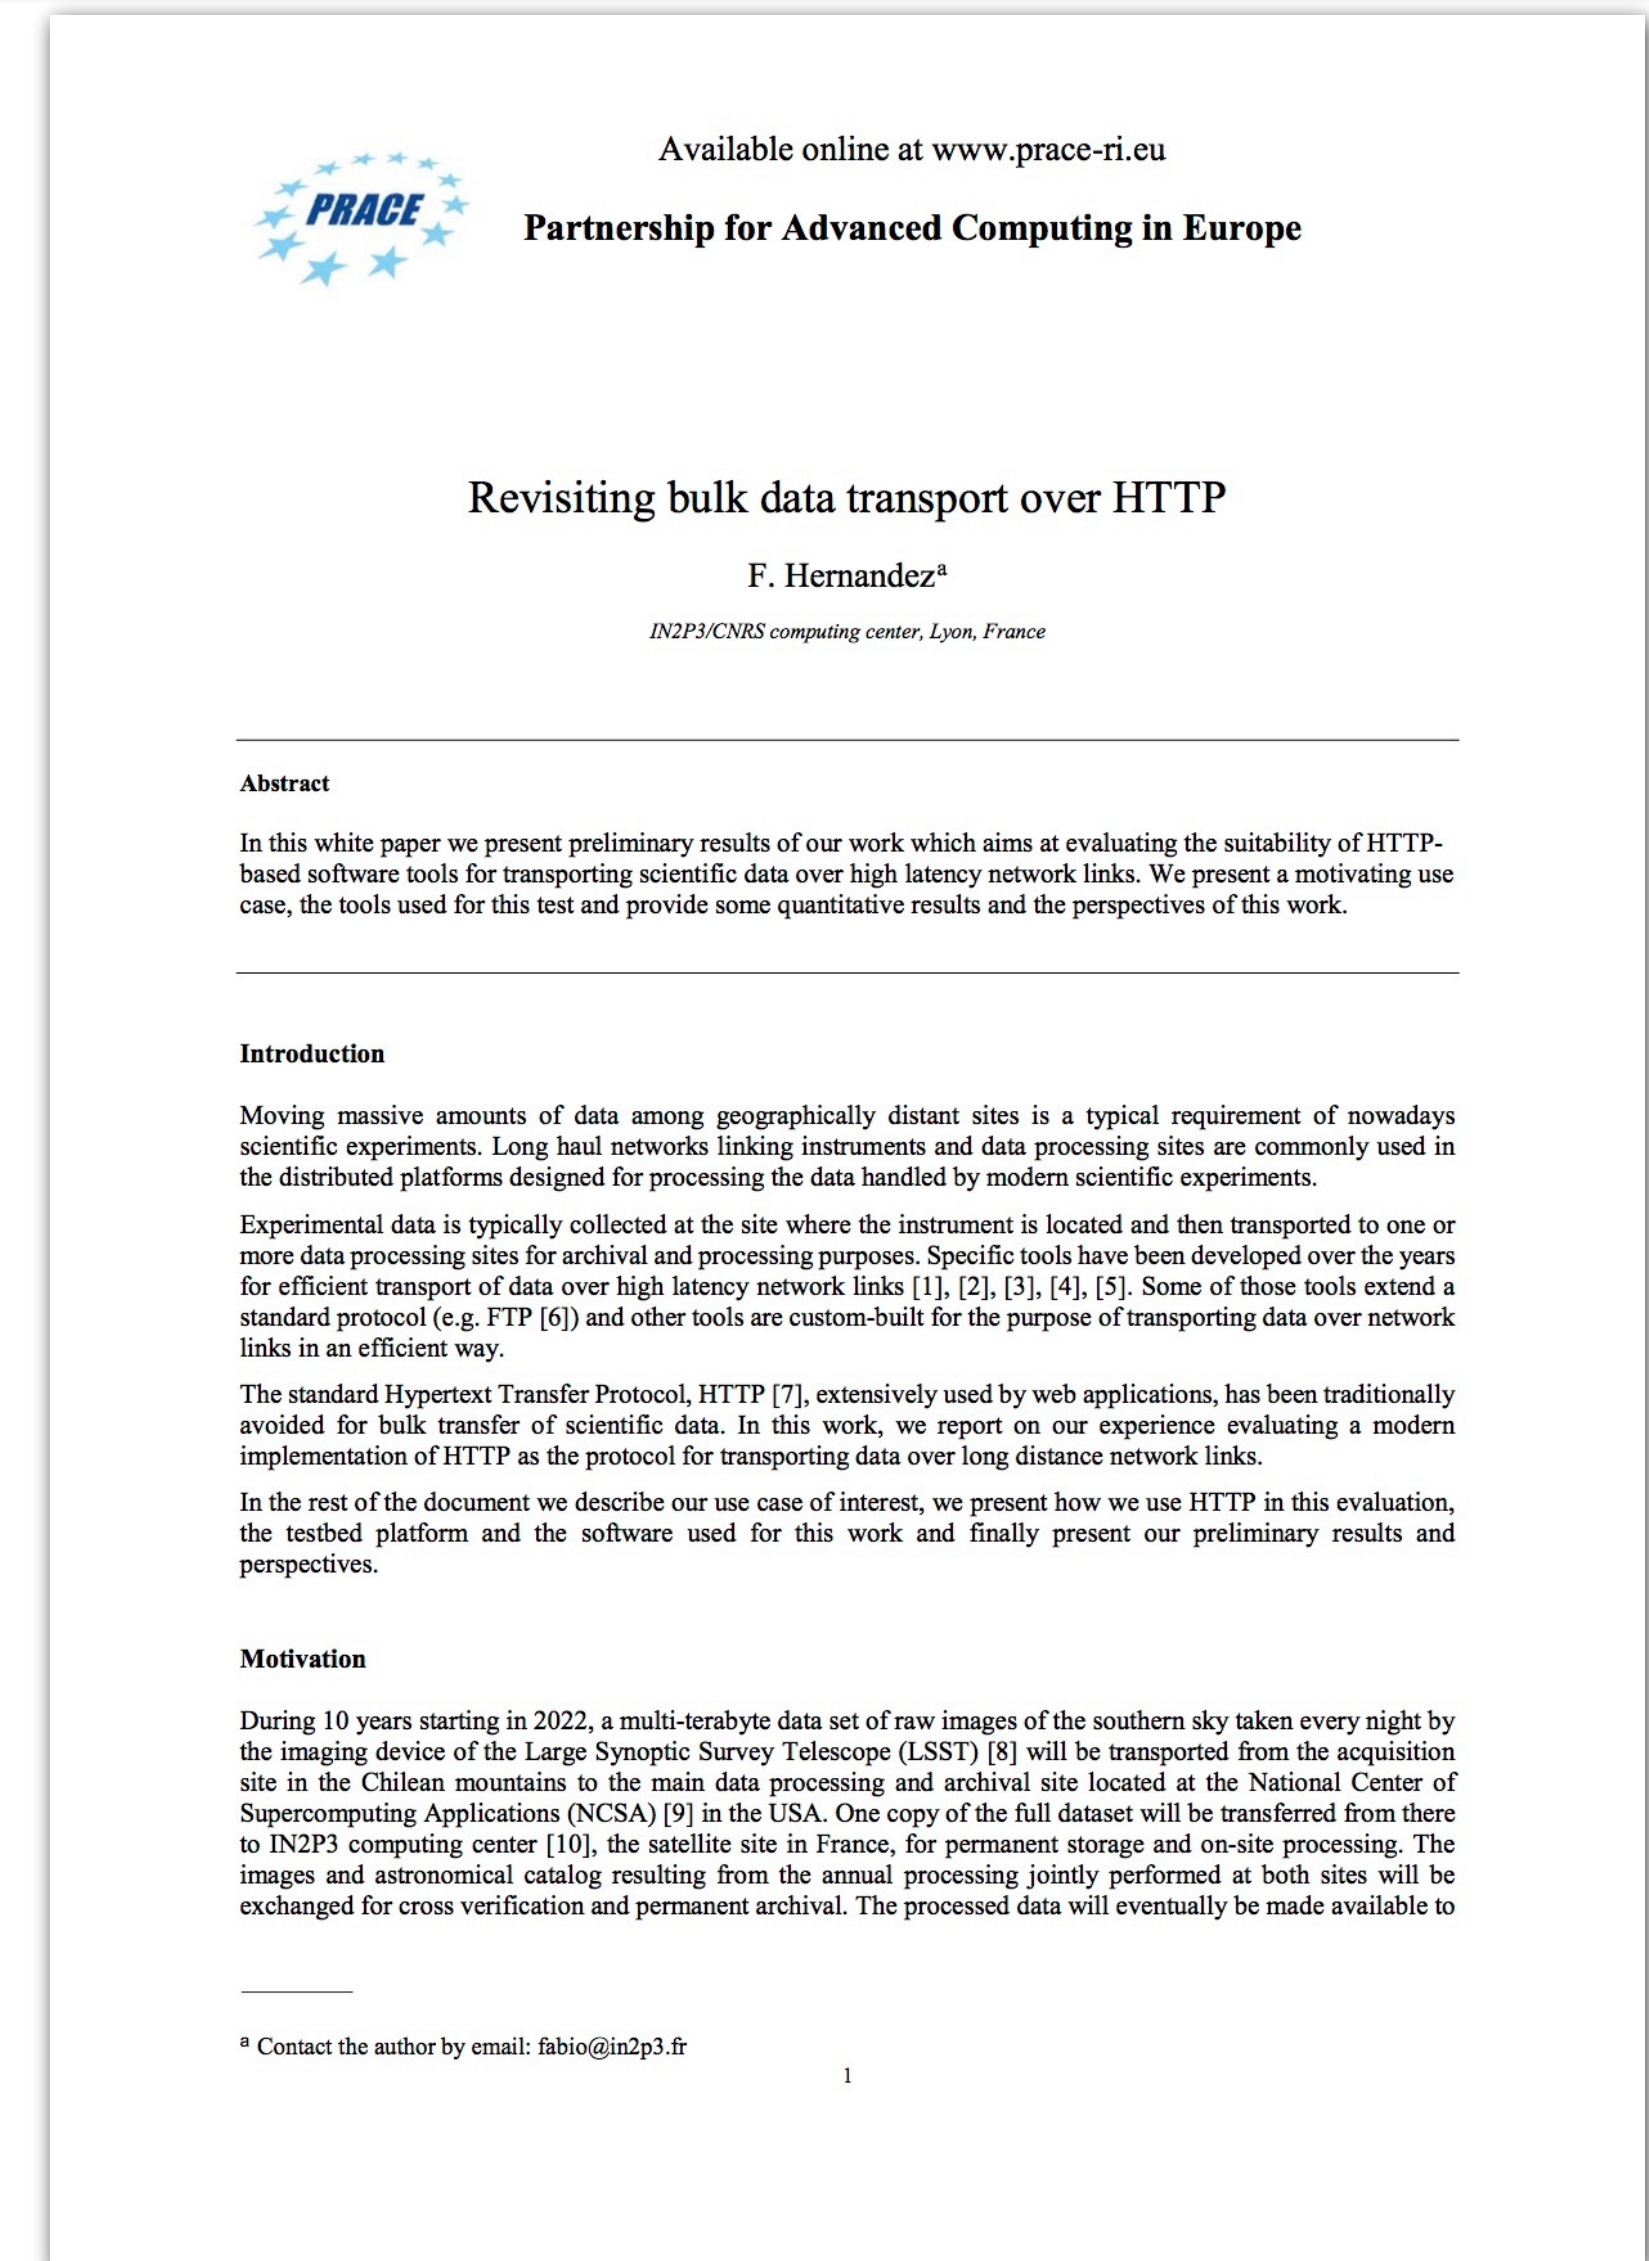 Available online at www.prace-ri.eu
PRACE
Partnership for Advanced Computing in Europe
Revisiting bulk data transport over HTTP
F. Hernandezª
IN2P3/CNRS computing center, Lyon, France
Abstract
In this white paper we present preliminary results of our work which aims at evaluating the suitability of HTTP-
based software tools for transporting scientific data over high latency network links. We present a motivating use
case, the tools used for this test and provide some quantitative results and the perspectives of this work.
Introduction
Moving massive amounts of data among geographically distant sites is a typical requirement of nowadays
scientific experiments. Long haul networks linking instruments and data processing sites are commonly used in
the distributed platforms designed for processing the data handled by modern scientific experiments.
Experimental data is typically collected at the site where the instrument is located and then transported to one or
more data processing sites for archival and processing purposes. Specific tools have been developed over the years
for efficient transport of data over high latency network links [1], [2], [3], [4], [5]. Some of those tools extend a
standard protocol (e.g. FTP [6]) and other tools are custom-built for the purpose of transporting data over network
links in an efficient way.
The standard Hypertext Transfer Protocol, HTTP [7], extensively used by web applications, has been traditionally
avoided for bulk transfer of scientific data. In this work, we report on our experience evaluating a modern
implementation of HTTP as the protocol for transporting data over long distance network links.
In the rest of the document we describe our use case of interest, we present how we use HTTP in this evaluation,
the testbed platform and the software used for this work and finally present our preliminary results and
perspectives.
Motivation
During 10 years starting in 2022, a multi-terabyte data set of raw images of the southern sky taken every night by
the imaging device of the Large Synoptic Survey Telescope (LSST) [8] will be transported from the acquisition
site in the Chilean mountains to the main data processing and archival site located at the National Center of
Supercomputing Applications (NCSA) [9] in the USA. One copy of the full dataset will be transferred from there
to IN2P3 computing center [10], the satellite site in France, for permanent storage and on-site processing. The
images and astronomical catalog resulting from the annual processing jointly performed at both sites will be
exchanged for cross verification and permanent archival. The processed data will eventually be made available to
ª Contact the author by email: fabio@in2p3.fr
1